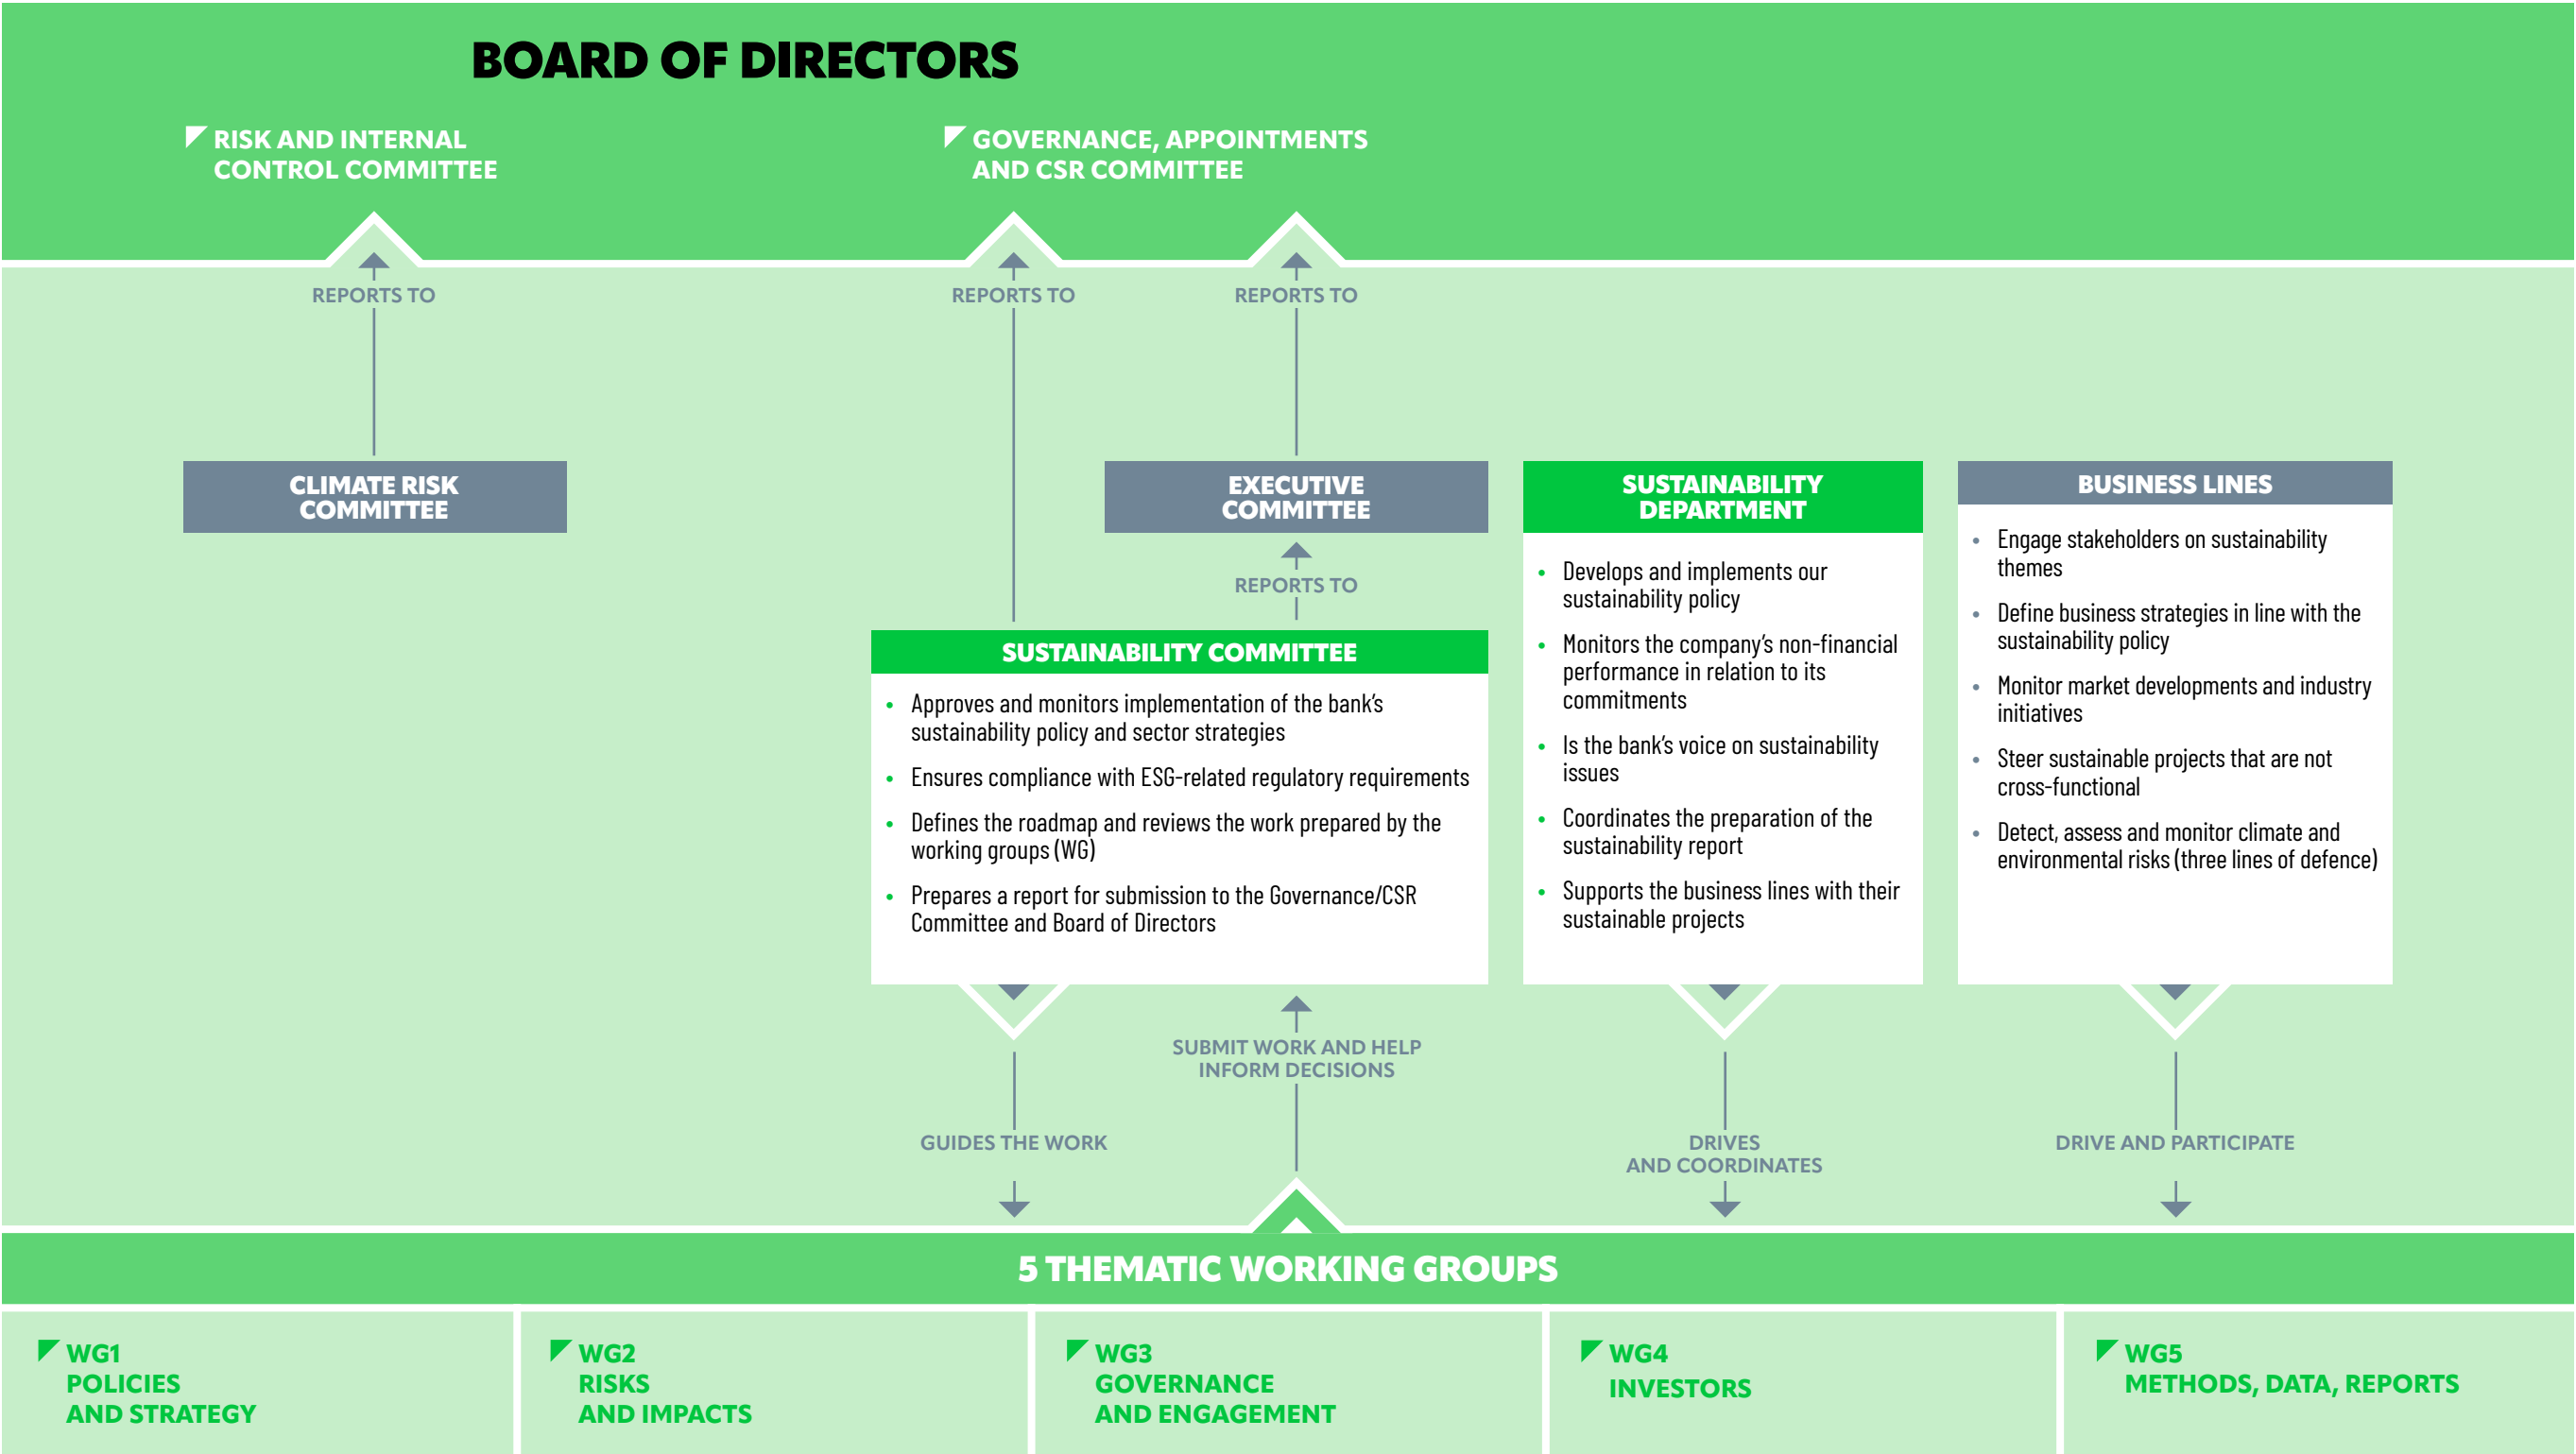 BOARD OF DIRECTORS
RISK AND INTERNAL
CONTROL COMMITTEE
GOVERNANCE, APPOINTMENTS
AND CSR COMMITTEE
REPORTS TO
REPORTS TO
REPORTS TO
CLIMATE RISK
COMMITTEE
EXECUTIVE
COMMITTEE
REPORTS TO
SUSTAINABILITY COMMITTEE
• Approves and monitors implementation of the bank's
sustainability policy and sector strategies
• Ensures compliance with ESG-related regulatory requirements
• Defines the roadmap and reviews the work prepared by the
working groups (WG)
• Prepares a report for submission to the Governance/CSR
Committee and Board of Directors
SUSTAINABILITY
DEPARTMENT
• Develops and implements our
sustainability policy
• Monitors the company's non-financial
performance in relation to its
commitments
• Is the bank's voice on sustainability
issues
• Coordinates the preparation of the
sustainability report
• Supports the business lines with their
sustainable projects
BUSINESS LINES
• Engage stakeholders on sustainability
themes
• Define business strategies in line with the
sustainability policy
• Monitor market developments and industry
initiatives
• Steer sustainable projects that are not
cross-functional
• Detect, assess and monitor climate and
environmental risks (three lines of defence)
GUIDES THE WORK
SUBMIT WORK AND HELP
INFORM DECISIONS
DRIVES
AND COORDINATES
DRIVE AND PARTICIPATE
5 THEMATIC WORKING GROUPS
WG1
POLICIES
AND STRATEGY
WG2
RISKS
AND IMPACTS
WG3
GOVERNANCE
AND ENGAGEMENT
WG4
INVESTORS
WG5
METHODS, DATA, REPORTS